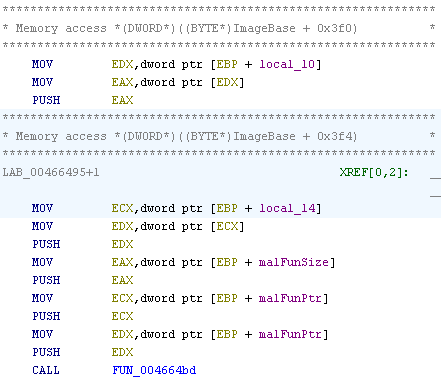 **************************************************************
* Memory access *(DWORD*)((BYTE*)ImageBase + 0x3f0)          *
**************************************************************
MOV EDX,dword ptr [EBP + local_10]
MOV EAX,dword ptr [EDX]
PUSH EAX
**************************************************************
* Memory access *(DWORD*)((BYTE*)ImageBase + 0x3f4)          *
**************************************************************
LAB_00466495+1 XREF[0,2]:
MOV ECX,dword ptr [EBP + local_14]
MOV EDX,dword ptr [ECX]
PUSH EDX
MOV EAX,dword ptr [EBP + malFunSize]
PUSH EAX
MOV ECX,dword ptr [EBP + malFunPtr]
PUSH ECX
MOV EDX,dword ptr [EBP + malFunPtr]
PUSH EDX
CALL FUN_004664bd